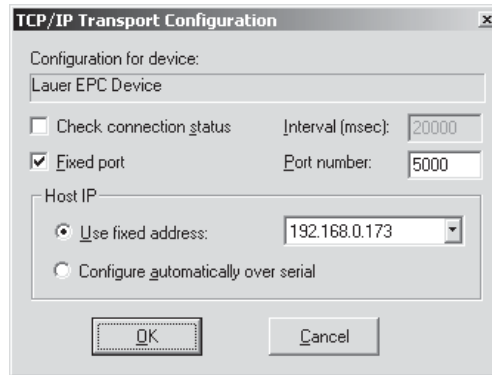 TCP/IP Transport Configuration
Configuration for device:
Lauer EPC Device
Check connection status Interval (msec): 20000
Fixed port Port number: 5000
Host IP
Use fixed address: 192.168.0.173
Configure automatically over serial
OK Cancel